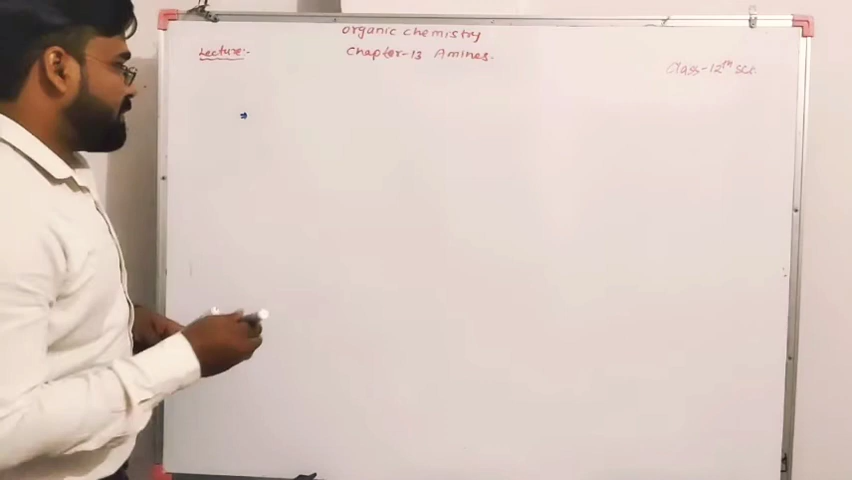 Organic chemistry
Lecture:-
Chapter-13 Amines.
Class-12th sci.